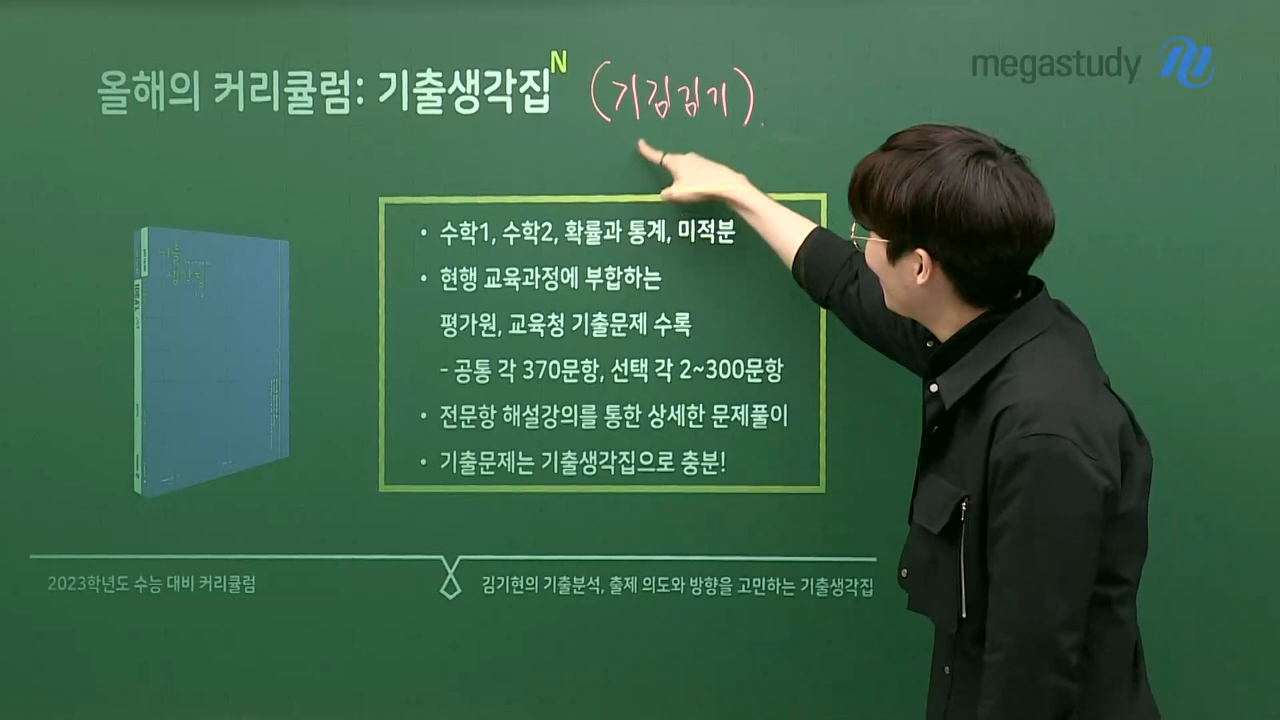 megastudy
올해의 커리큘럼: 기출생각집N (기김김기).
기출
생각집
• 수학1, 수학2, 확률과 통계, 미적분
• 현행 교육과정에 부합하는
평가원, 교육청 기출문제 수록
- 공통 각 370문항, 선택 각 2~300문항
• 전문항 해설강의를 통한 상세한 문제풀이
• 기출문제는 기출생각집으로 충분!
2023학년도 수능 대비 커리큘럼
김기현의 기출분석, 출제 의도와 방향을 고민하는 기출생각집